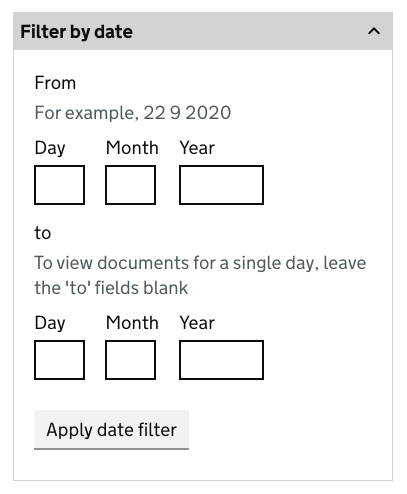 Filter by date
From
For example, 22 9 2020
Day Month Year
to
To view documents for a single day, leave
the 'to' fields blank
Day Month Year
Apply date filter